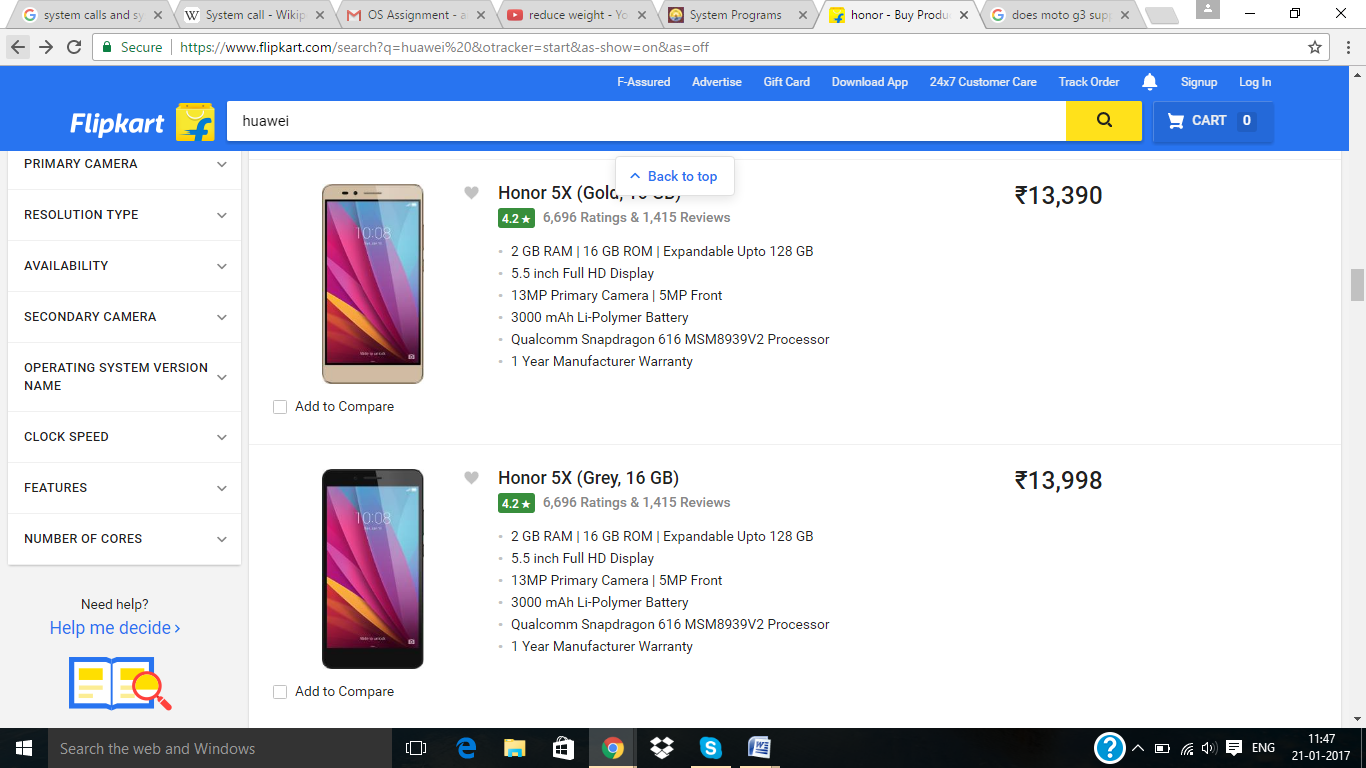 system calls and sy
System call - Wikip
OS Assignment - a
reduce weight - Yo
System Programs
honor - Buy Produ
does moto g3 supp
Secure
https://www.flipkart.com/search?q=huawei%20&otracker=start&as-show=on&as=off
F-Assured
Advertise
Gift Card
Download App
24x7 Customer Care
Track Order
Signup
Log In
Flipkart
huawei
CART 0
PRIMARY CAMERA
RESOLUTION TYPE
AVAILABILITY
SECONDARY CAMERA
OPERATING SYSTEM VERSION
NAME
CLOCK SPEED
FEATURES
NUMBER OF CORES
Need help?
Help me decide ›
Back to top
10:08
Honor 5X (Gold, 16 GB)
₹13,390
4.2 ★ 6,696 Ratings & 1,415 Reviews
2 GB RAM | 16 GB ROM | Expandable Upto 128 GB
5.5 inch Full HD Display
13MP Primary Camera | 5MP Front
3000 mAh Li-Polymer Battery
Qualcomm Snapdragon 616 MSM8939V2 Processor
1 Year Manufacturer Warranty
Add to Compare
10:08
Honor 5X (Grey, 16 GB)
₹13,998
4.2 ★ 6,696 Ratings & 1,415 Reviews
2 GB RAM | 16 GB ROM | Expandable Upto 128 GB
5.5 inch Full HD Display
13MP Primary Camera | 5MP Front
3000 mAh Li-Polymer Battery
Qualcomm Snapdragon 616 MSM8939V2 Processor
1 Year Manufacturer Warranty
Add to Compare
Search the web and Windows
ENG
11:47
21-01-2017